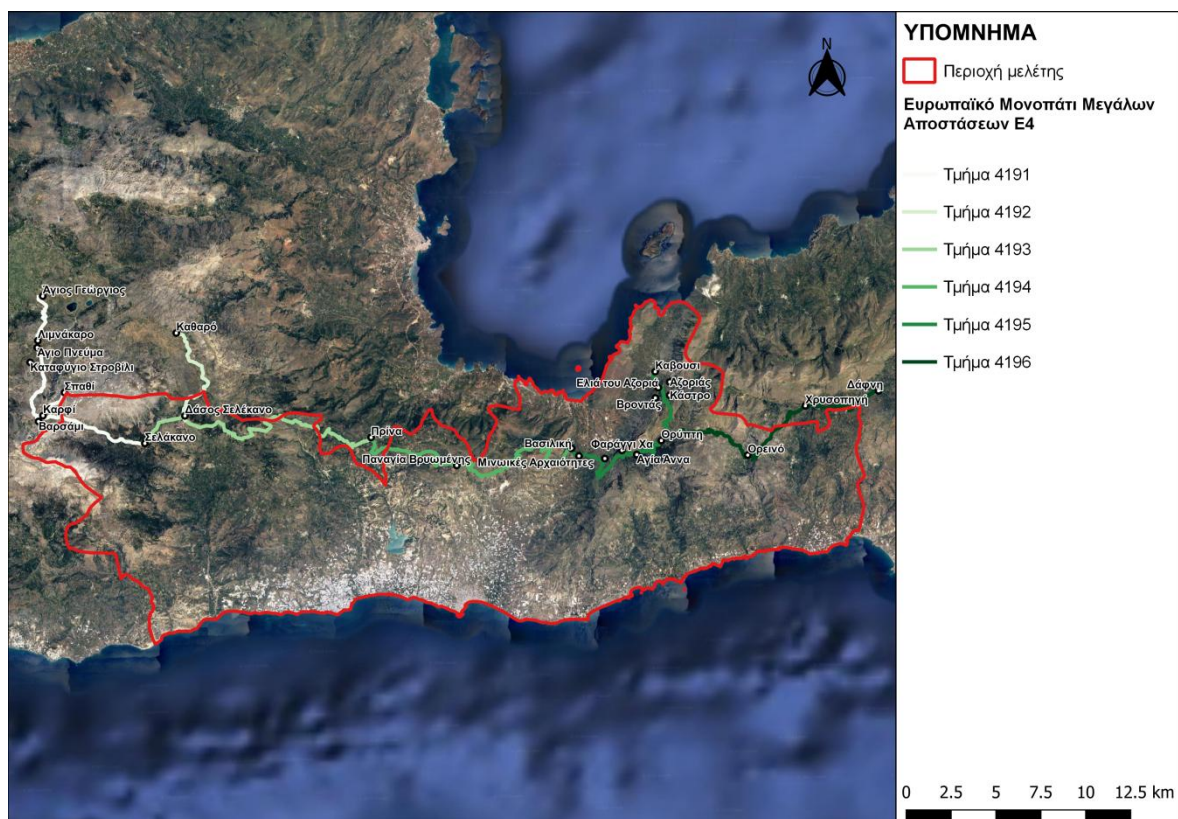 ΥΠΟΜΝΗΜΑ
Περιοχή μελέτης
Ευρωπαϊκό Μονοπάτι Μεγάλων
Αποστάσεων Ε4
Τμήμα 4191
Τμήμα 4192
Τμήμα 4193
Τμήμα 4194
Τμήμα 4195
Τμήμα 4196
N
Άγιος Γεώργιος
Λιμνάκαρο
Άγιο Πνεύμα
Καταφύγιο Στροβίλι
Σπαθί
Καρφί
Βαρσάμι
Σελάκανο
Καθαρό
Δάσος Σελέκανο
Πρίνα
Παναγία Βρυωμένης
Μινωικές Αρχαιότητες
Βασιλική
Φαράγγι Χα
Αγία Άννα
Θρύπτη
Καβουσι
Ελιά του Αζοριά
Αζοριάς
Κάστρο
Βροντάς
Ορεινό
Χρυσοπηγή
Δάφνη
0 2.5 5 7.5 10 12.5 km